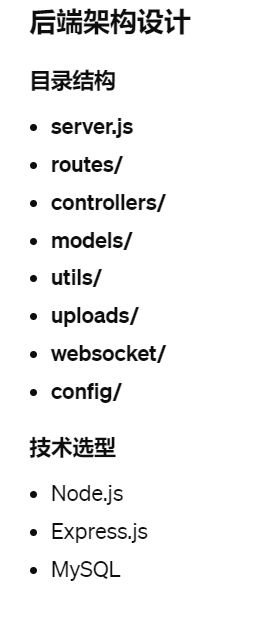 后端架构设计
目录结构
server.js
routes/
controllers/
models/
utils/
uploads/
websocket/
config/
技术选型
Node.js
Express.js
MySQL